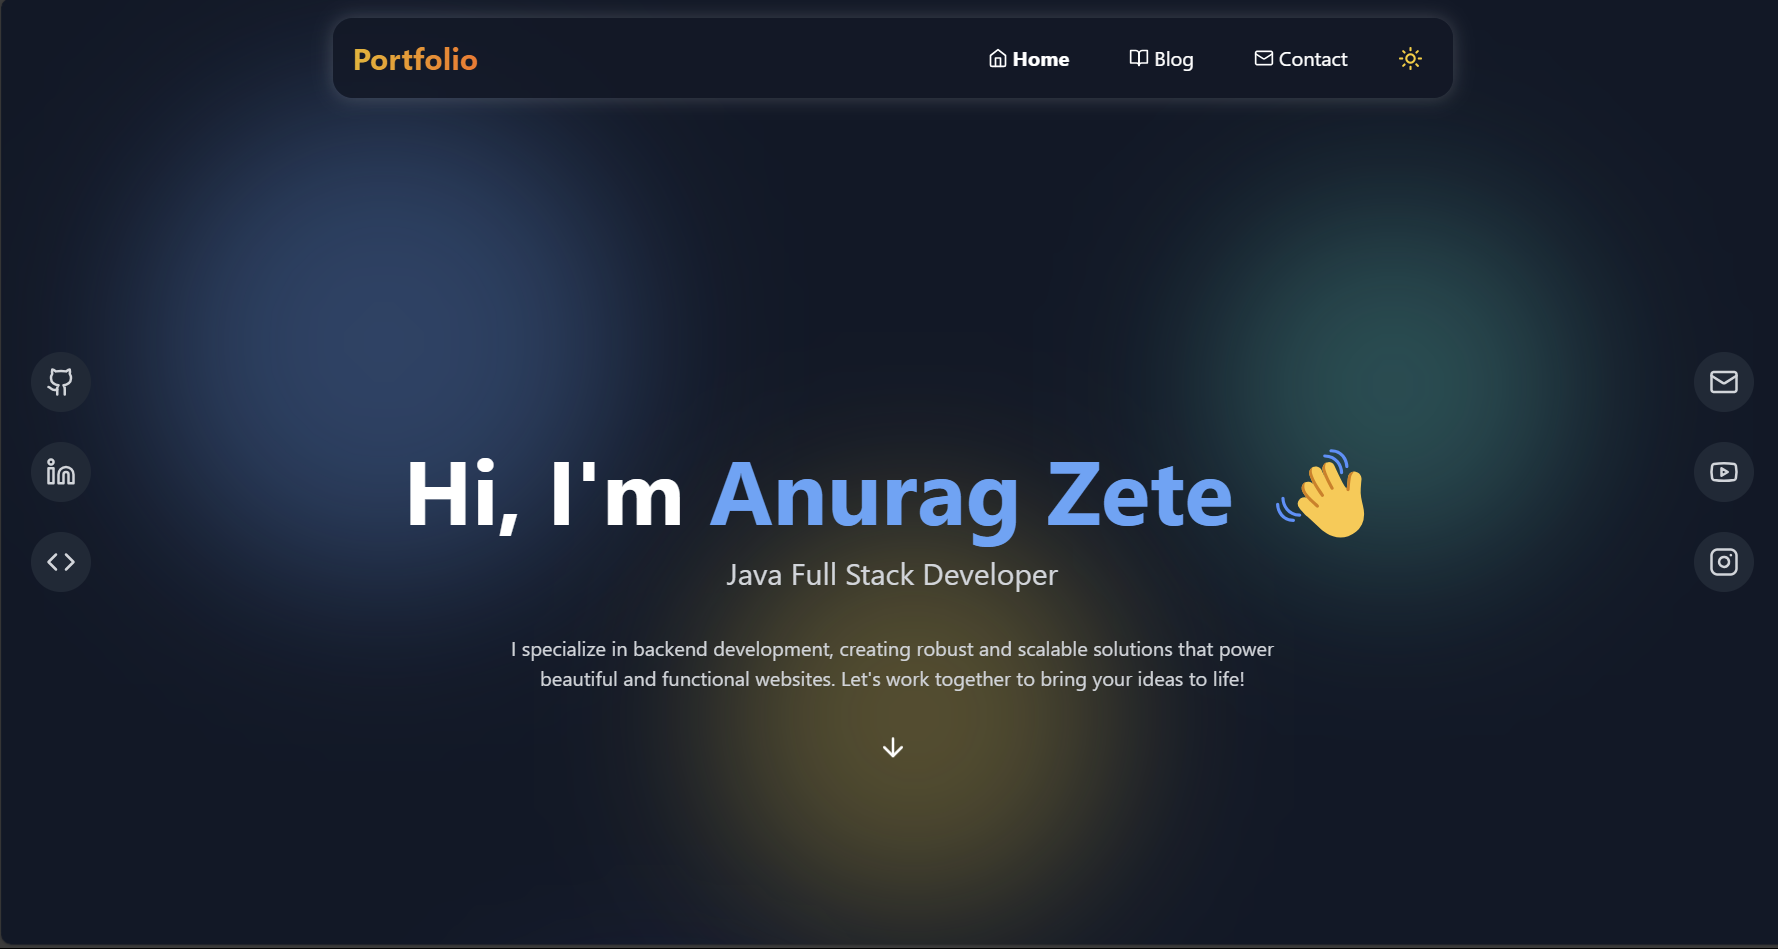 Portfolio
Home
Blog
Contact
Hi, I'm Anurag Zete
Java Full Stack Developer
I specialize in backend development, creating robust and scalable solutions that power
beautiful and functional websites. Let's work together to bring your ideas to life!